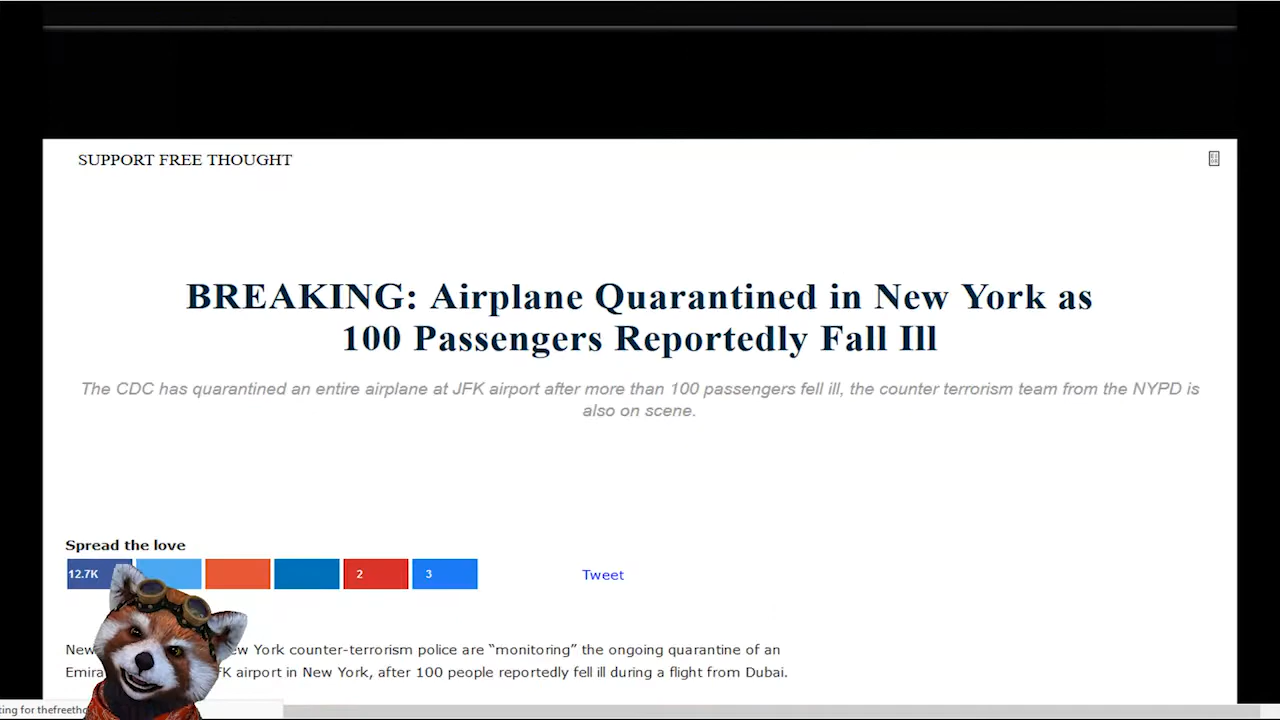 SUPPORT FREE THOUGHT
BREAKING: Airplane Quarantined in New York as
100 Passengers Reportedly Fall Ill
The CDC has quarantined an entire airplane at JFK airport after more than 100 passengers fell ill, the counter terrorism team from the NYPD is
also on scene.
Spread the love
12.7K 2 3 Tweet
New York counter-terrorism police are “monitoring” the ongoing quarantine of an
airport in New York, after 100 people reportedly fell ill during a flight from Dubai.